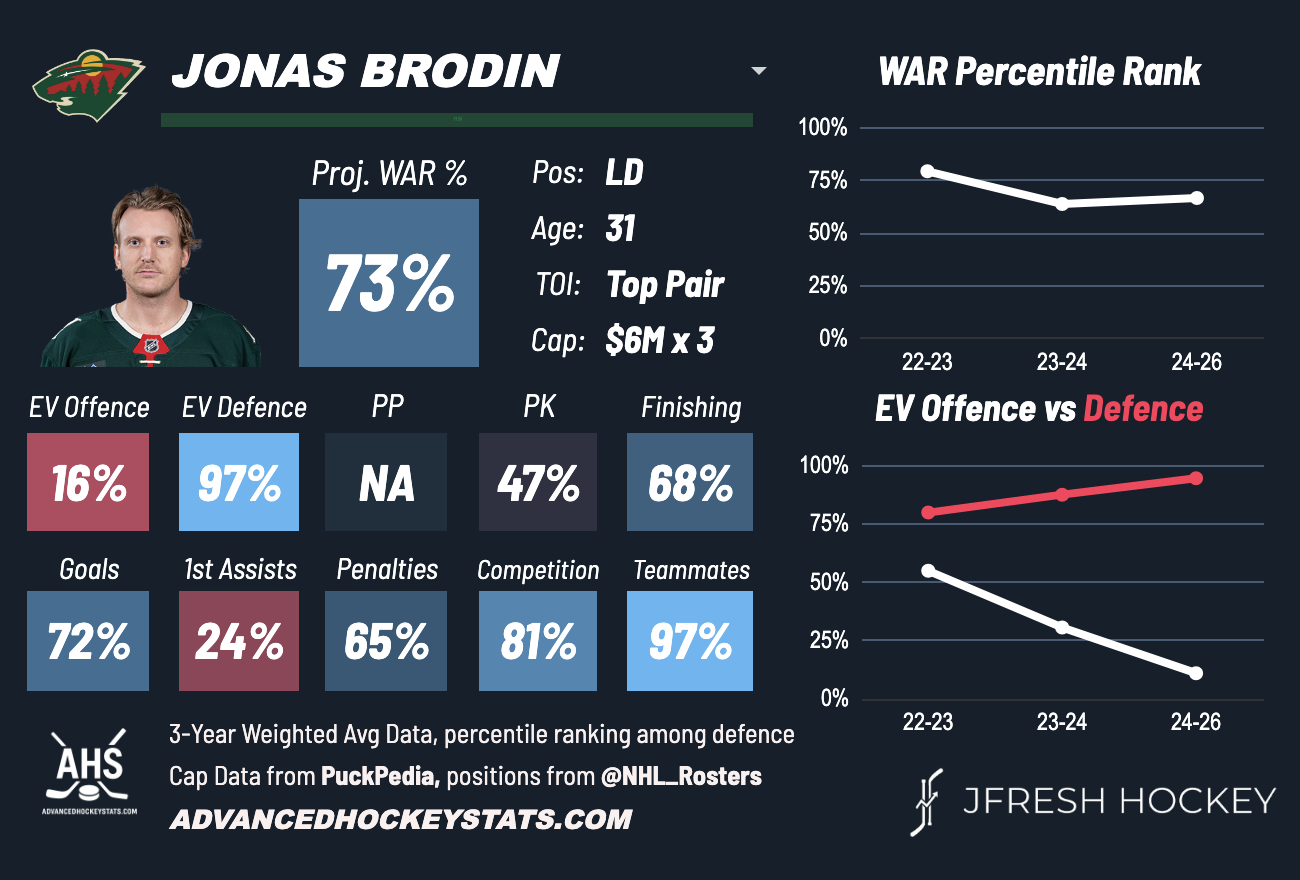 JONAS BRODIN
Proj. WAR %
73%
Pos: LD
Age: 31
TOI: Top Pair
Cap: $6M x 3
EV Offence EV Defence PP PK Finishing
16% 97% NA 47% 68%
Goals 1st Assists Penalties Competition Teammates
72% 24% 65% 81% 97%
WAR Percentile Rank
100%
75%
50%
25%
0%
22-23 23-24 24-26
EV Offence vs Defence
100%
75%
50%
25%
0%
22-23 23-24 24-26
AHS
ADVANCEDHOCKEYSTATS.COM
3-Year Weighted Avg Data, percentile ranking among defence
Cap Data from PuckPedia, positions from @NHL_Rosters
ADVANCEDHOCKEYSTATS.COM
JFRESH HOCKEY